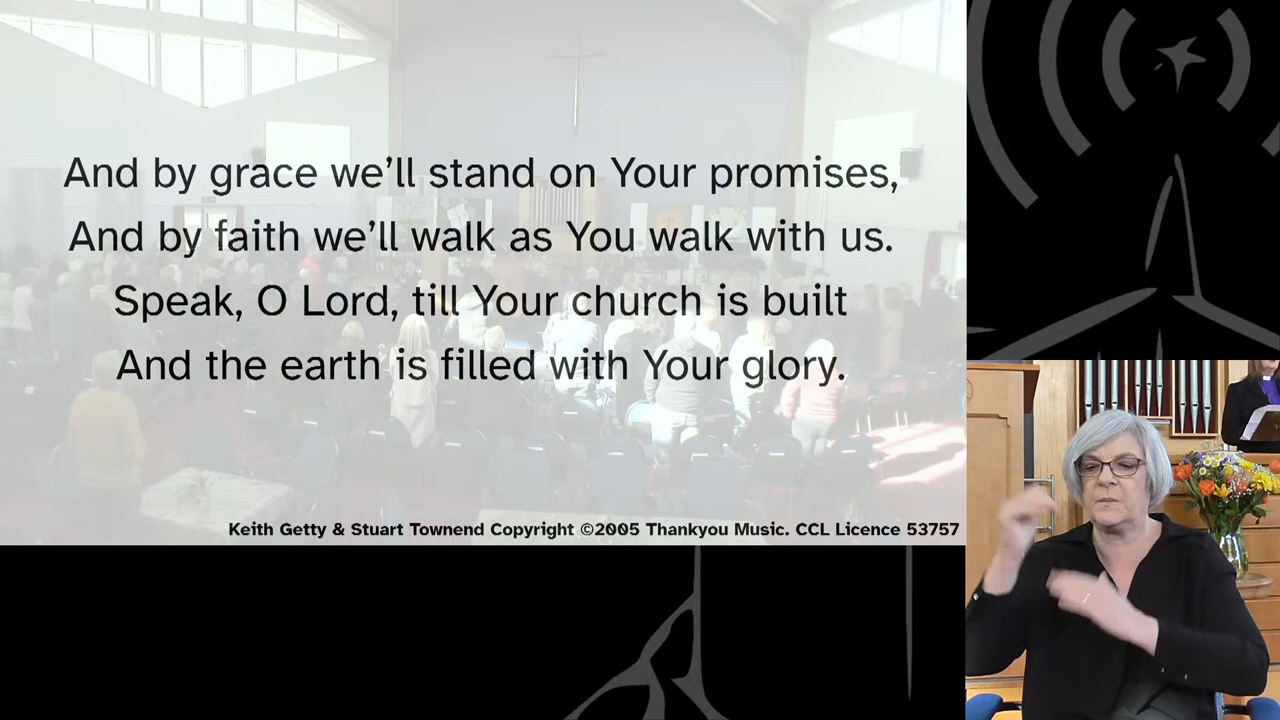 And by grace we’ll stand on Your promises,
And by faith we’ll walk as You walk with us.
Speak, O Lord, till Your church is built
And the earth is filled with Your glory.
Keith Getty & Stuart Townend Copyright ©2005 Thankyou Music. CCL Licence 53757